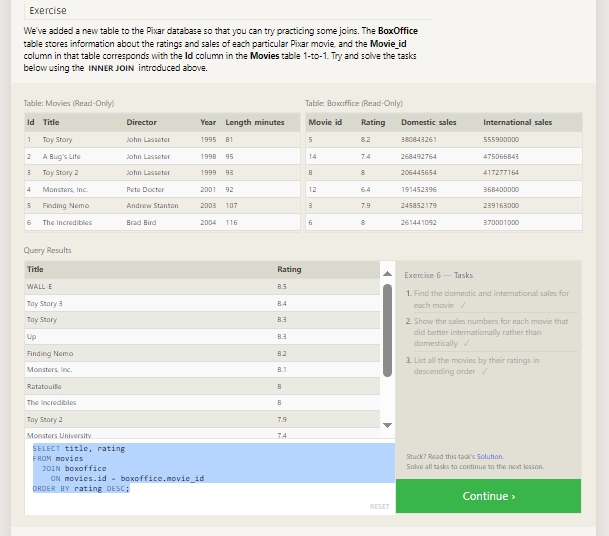 Exercise
We've added a new table to the Pixar database so that you can try practicing some joins. The BoxOffice
table stores information about the ratings and sales of each particular Pixar movie, and the Movie_id
column in that table corresponds with the Id column in the Movies table 1-to-1. Try and solve the tasks
below using the INNER JOIN introduced above.
Table: Movies (Read-Only)
Id Title Director Year Length minutes
1 Toy Story John Lasseter 1995 81
2 A Bug's Life John Lasseter 1998 95
3 Toy Story 2 John Lasseter 1999 93
4 Monsters, Inc. Pete Docter 2001 92
5 Finding Nemo Andrew Stanton 2003 107
6 The Incredibles Brad Bird 2004 116
Table: Boxoffice (Read-Only)
Movie id Rating Domestic sales International sales
5 8.2 380843261 555900000
14 7.4 268492764 475066843
8 8 206445654 417277164
12 6.4 191452396 368400000
3 7.9 245852179 239163000
6 8 261441092 370001000
Query Results
Title Rating
WALL-E 8.5
Toy Story 3 8.4
Toy Story 8.3
Up 8.3
Finding Nemo 8.2
Monsters, Inc. 8.1
Ratatouille 8
The Incredibles 8
Toy Story 2 7.9
Monsters University 7.4
SELECT title, rating
FROM movies
JOIN boxoffice
ON movies.id = boxoffice.movie_id
ORDER BY rating DESC;
RESET
Exercise 6 — Tasks
1. Find the domestic and international sales for
each movie ✓
2. Show the sales numbers for each movie that
did better internationally rather than
domestically ✓
3. List all the movies by their ratings in
descending order ✓
Stuck? Read this task's Solution.
Solve all tasks to continue to the next lesson.
Continue ›